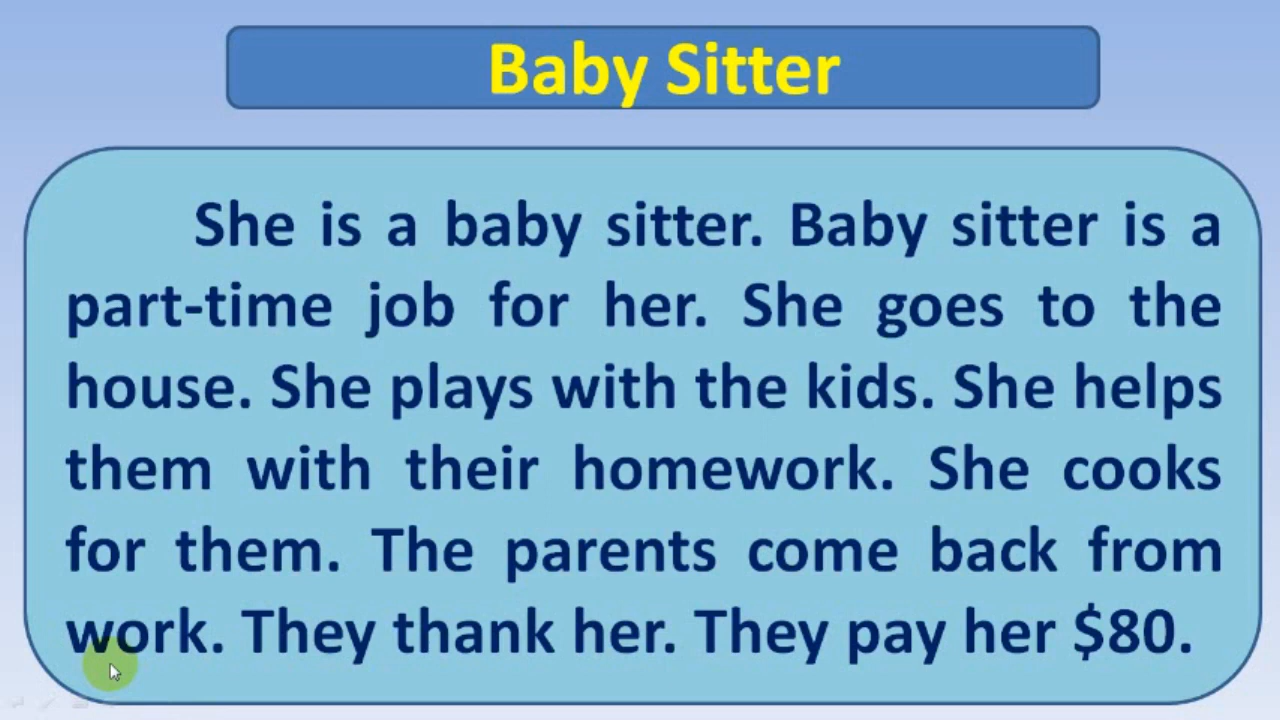 Baby Sitter
She is a baby sitter. Baby sitter is a
part-time job for her. She goes to the
house. She plays with the kids. She helps
them with their homework. She cooks
for them. The parents come back from
work. They thank her. They pay her $80.